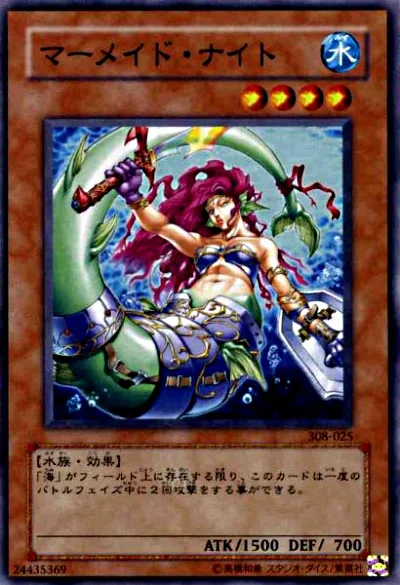 マーメイド・ナイト
水
308-025
【水族・効果】
「海」がフィールド上に存在する限り、このカードは一度の
バトルフェイズ中に２回攻撃をする事ができる。
ATK/1500 DEF/ 700
24435369
©高橋和希 スタジオ・ダイス/集英社